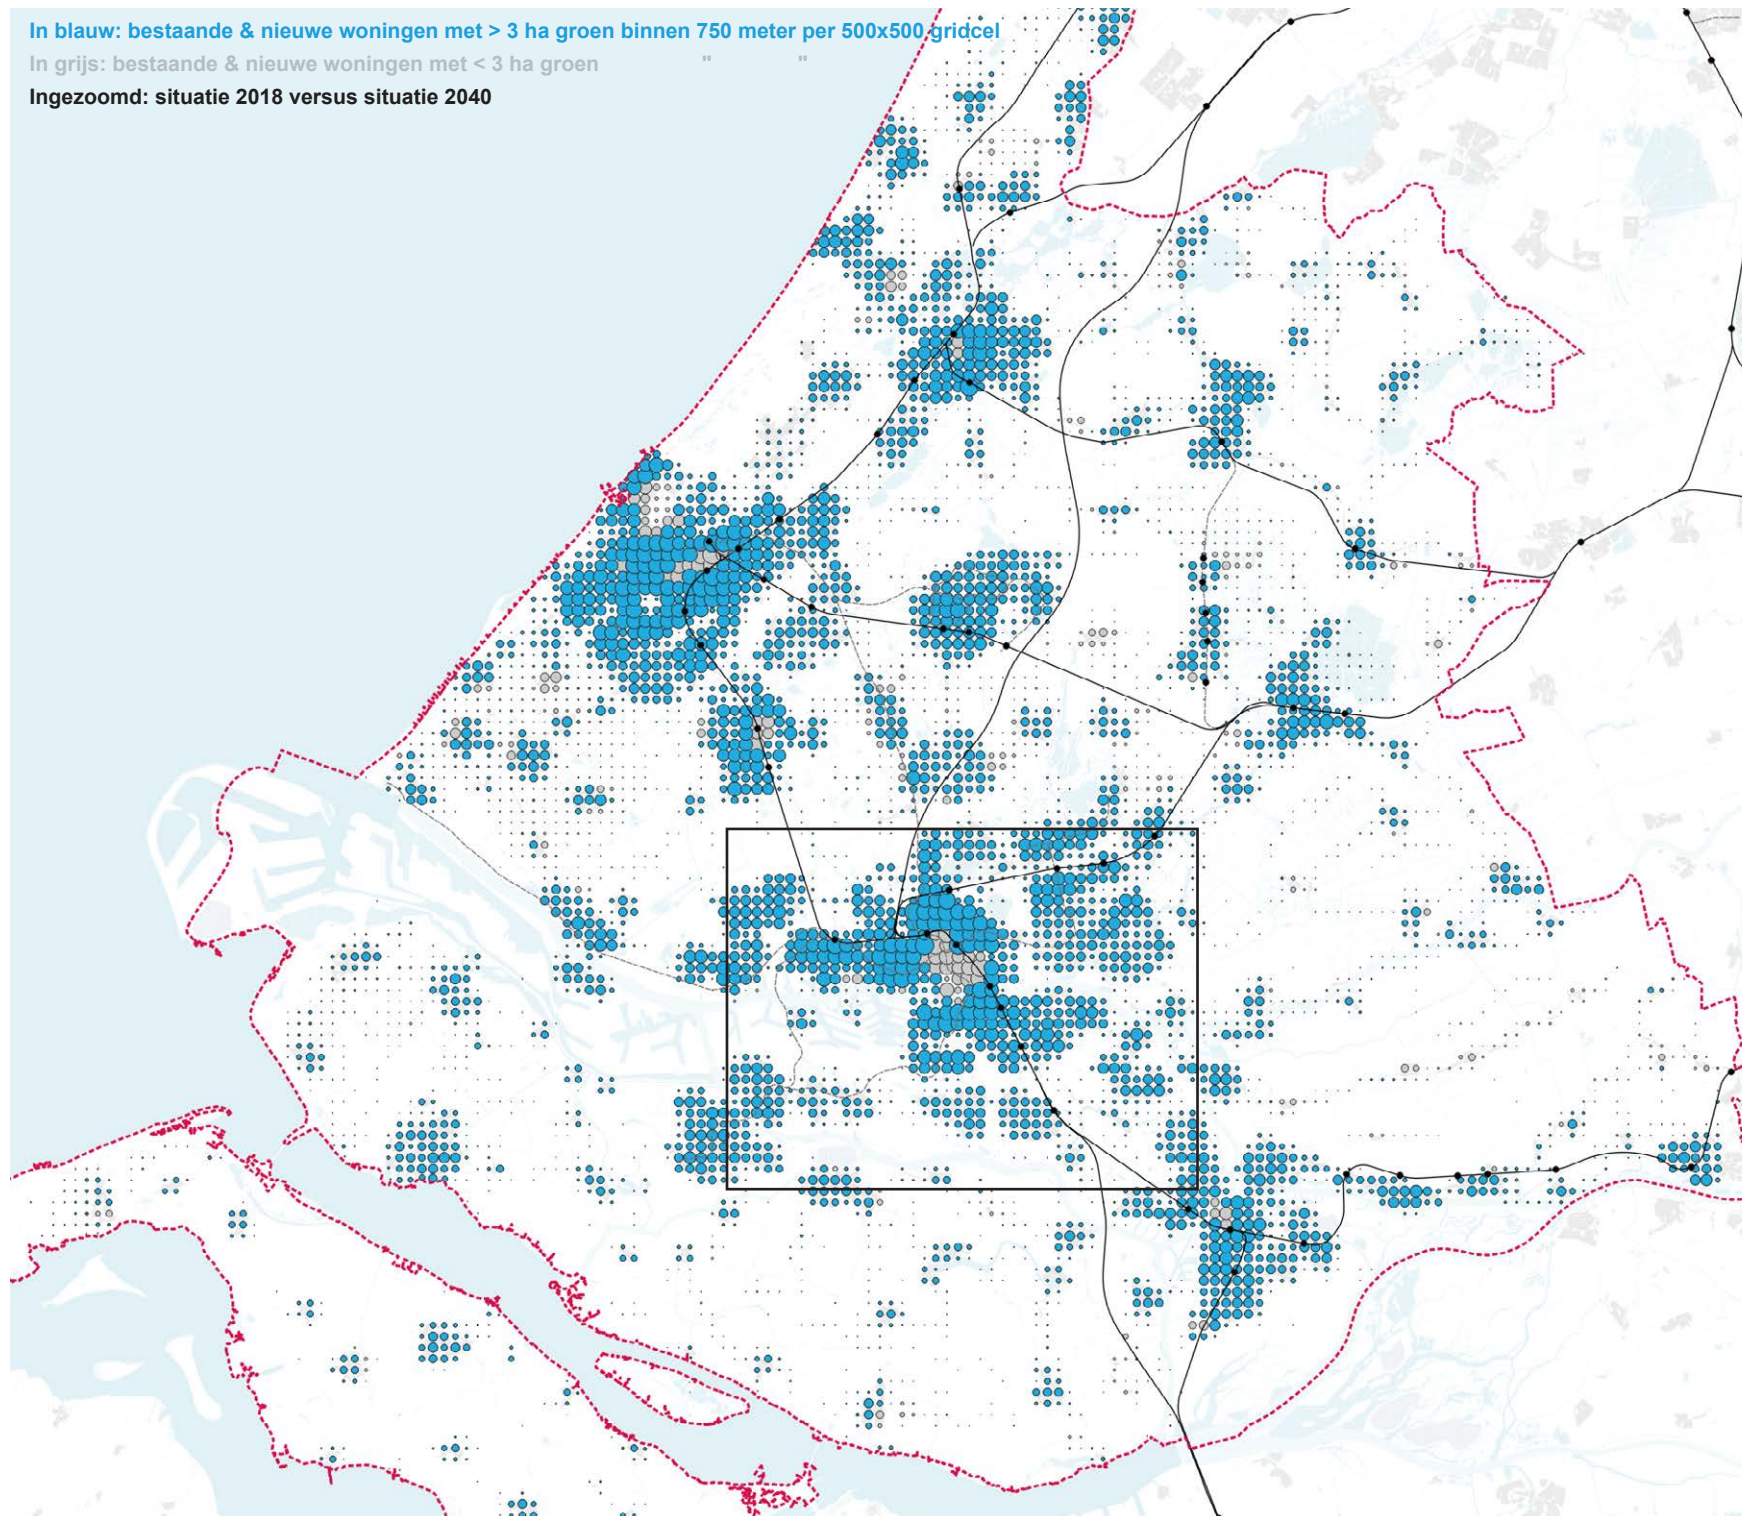 In blauw: bestaande & nieuwe woningen met > 3 ha groen binnen 750 meter per 500x500 gridcel
In grijs: bestaande & nieuwe woningen met < 3 ha groen " "
Ingezoomd: situatie 2018 versus situatie 2040